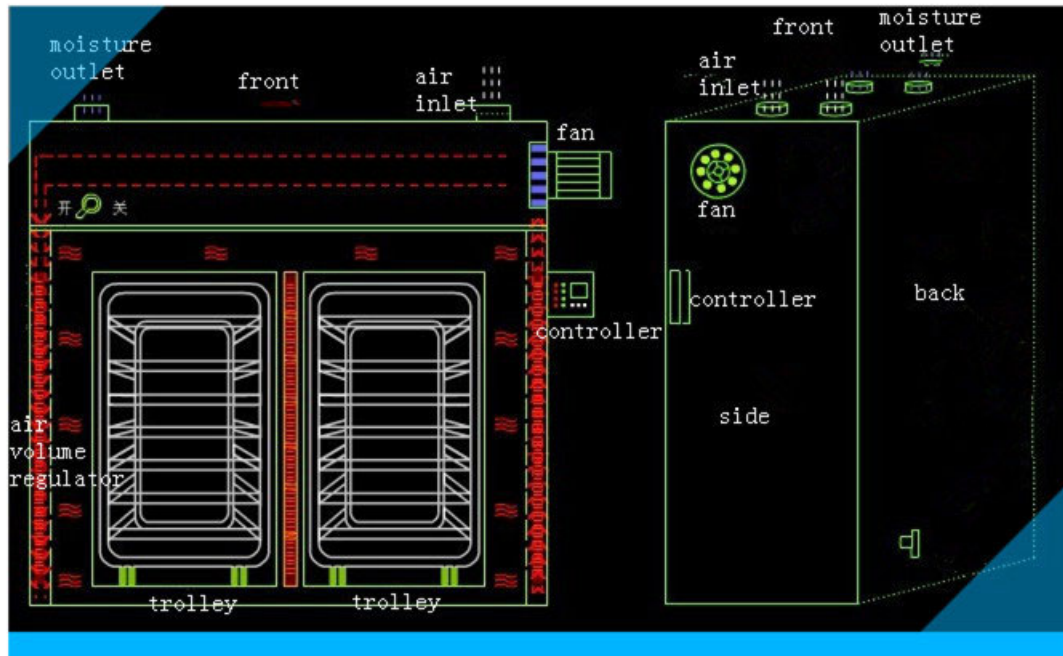 moisture
outlet
front
air
inlet
fan
开 关
controller
air
volume
regulator
trolley
trolley
front
moisture
outlet
air
inlet
fan
controller
back
side